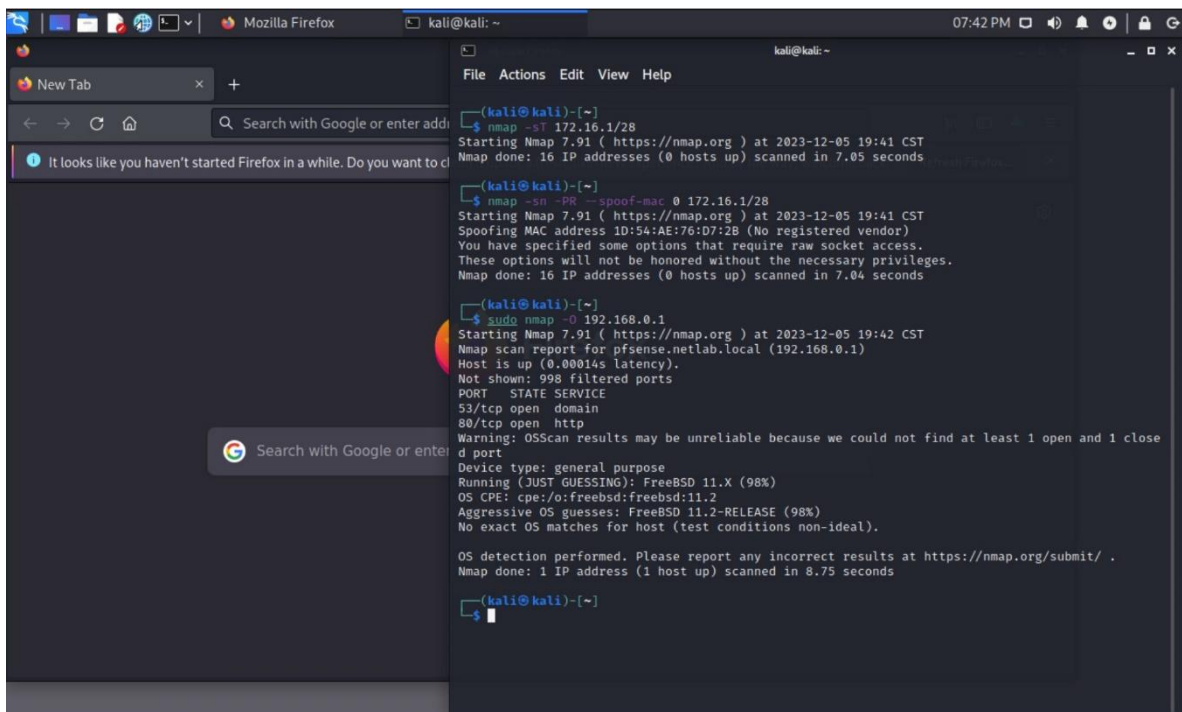 Mozilla Firefox
kali@kali: ~
07:42 PM
New Tab
Search with Google or enter addr
It looks like you haven't started Firefox in a while. Do you want to cl
Search with Google or enter
kali@kali: ~
File Actions Edit View Help
(kali㉿kali)-[~]
$ nmap -sT 172.16.1/28
Starting Nmap 7.91 ( https://nmap.org ) at 2023-12-05 19:41 CST
Nmap done: 16 IP addresses (0 hosts up) scanned in 7.05 seconds
(kali㉿kali)-[~]
$ nmap -sn -PR --spoof-mac 0 172.16.1/28
Starting Nmap 7.91 ( https://nmap.org ) at 2023-12-05 19:41 CST
Spoofing MAC address 1D:54:AE:76:D7:2B (No registered vendor)
You have specified some options that require raw socket access.
These options will not be honored without the necessary privileges.
Nmap done: 16 IP addresses (0 hosts up) scanned in 7.04 seconds
(kali㉿kali)-[~]
$ sudo nmap -O 192.168.0.1
Starting Nmap 7.91 ( https://nmap.org ) at 2023-12-05 19:42 CST
Nmap scan report for pfsense.netlab.local (192.168.0.1)
Host is up (0.00014s latency).
Not shown: 998 filtered ports
PORT STATE SERVICE
53/tcp open domain
80/tcp open http
Warning: OSScan results may be unreliable because we could not find at least 1 open and 1 close
d port
Device type: general purpose
Running (JUST GUESSING): FreeBSD 11.X (98%)
OS CPE: cpe:/o:freebsd:freebsd:11.2
Aggressive OS guesses: FreeBSD 11.2-RELEASE (98%)
No exact OS matches for host (test conditions non-ideal).
OS detection performed. Please report any incorrect results at https://nmap.org/submit/ .
Nmap done: 1 IP address (1 host up) scanned in 8.75 seconds
(kali㉿kali)-[~]
$